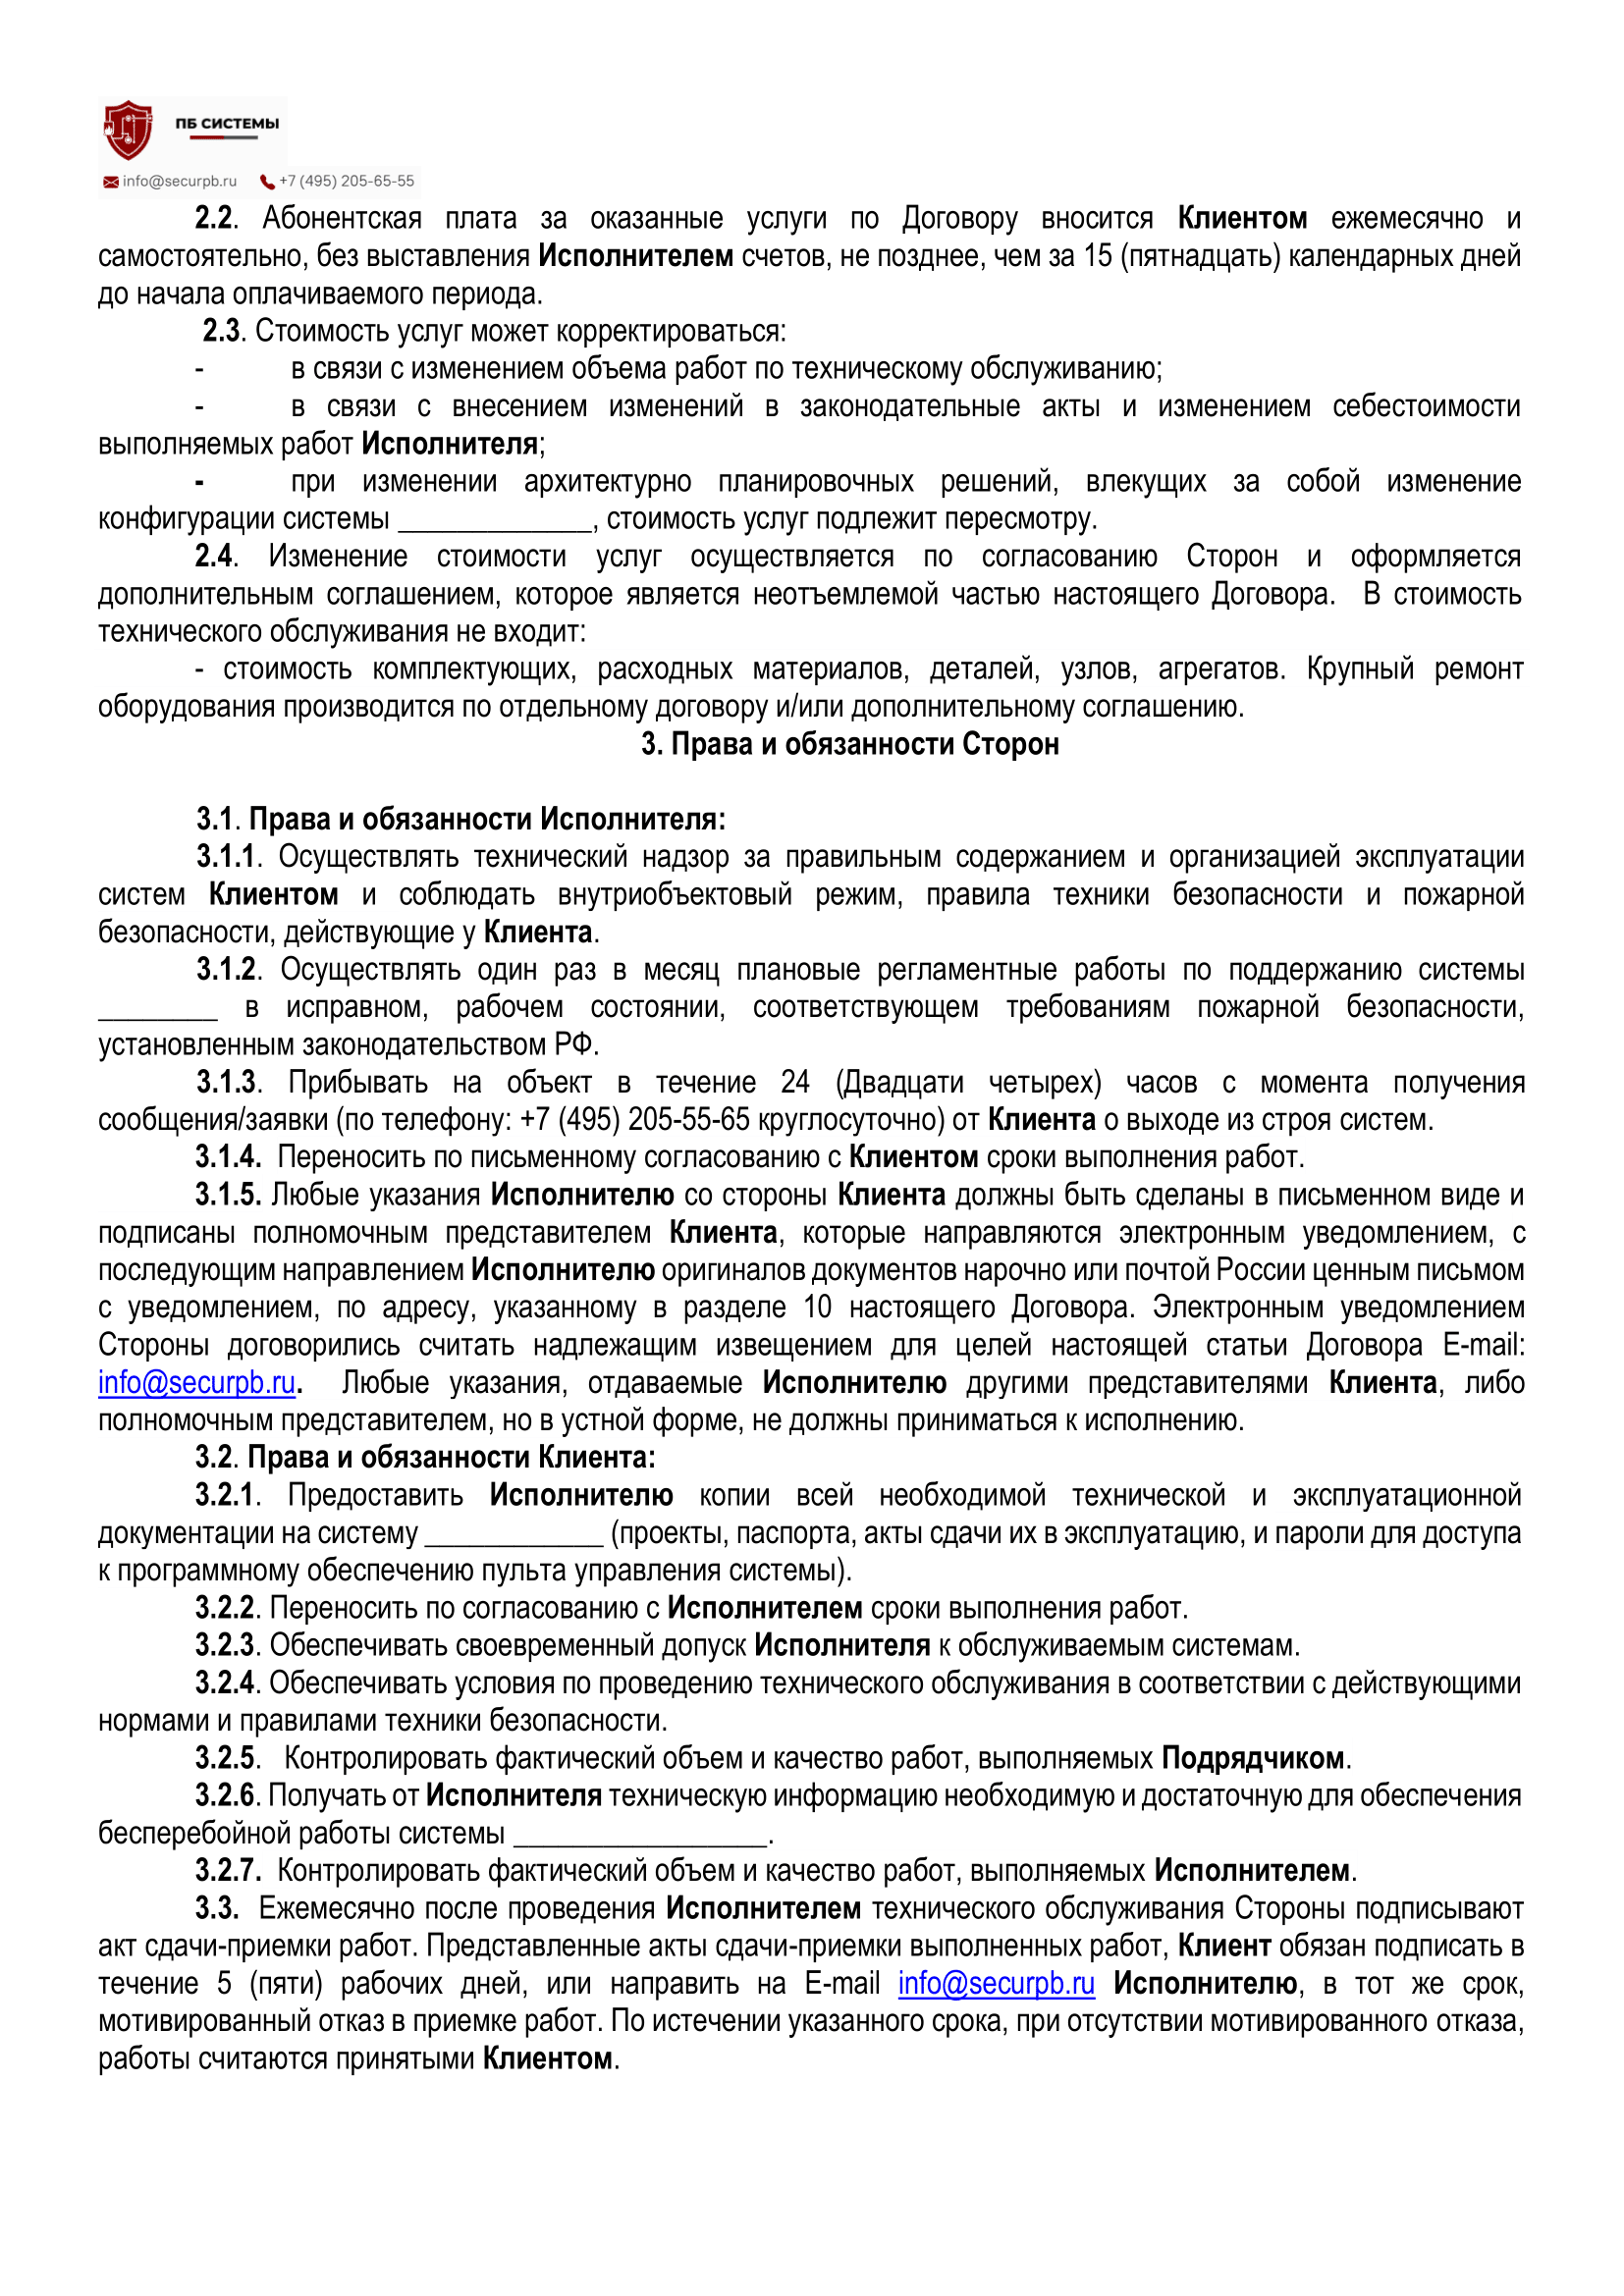 ПБ СИСТЕМЫ
info@securpb.ru +7 (495) 205-65-55
2.2. Абонентская плата за оказанные услуги по Договору вносится Клиентом ежемесячно и
самостоятельно, без выставления Исполнителем счетов, не позднее, чем за 15 (пятнадцать) календарных дней
до начала оплачиваемого периода.
2.3. Стоимость услуг может корректироваться:
- в связи с изменением объема работ по техническому обслуживанию;
- в связи с внесением изменений в законодательные акты и изменением себестоимости
выполняемых работ Исполнителя;
- при изменении архитектурно планировочных решений, влекущих за собой изменение
конфигурации системы _____________, стоимость услуг подлежит пересмотру.
2.4. Изменение стоимости услуг осуществляется по согласованию Сторон и оформляется
дополнительным соглашением, которое является неотъемлемой частью настоящего Договора. В стоимость
технического обслуживания не входит:
- стоимость комплектующих, расходных материалов, деталей, узлов, агрегатов. Крупный ремонт
оборудования производится по отдельному договору и/или дополнительному соглашению.
3. Права и обязанности Сторон
3.1. Права и обязанности Исполнителя:
3.1.1. Осуществлять технический надзор за правильным содержанием и организацией эксплуатации
систем Клиентом и соблюдать внутриобъектовый режим, правила техники безопасности и пожарной
безопасности, действующие у Клиента.
3.1.2. Осуществлять один раз в месяц плановые регламентные работы по поддержанию системы
________ в исправном, рабочем состоянии, соответствующем требованиям пожарной безопасности,
установленным законодательством РФ.
3.1.3. Прибывать на объект в течение 24 (Двадцати четырех) часов с момента получения
сообщения/заявки (по телефону: +7 (495) 205-55-65 круглосуточно) от Клиента о выходе из строя систем.
3.1.4. Переносить по письменному согласованию с Клиентом сроки выполнения работ.
3.1.5. Любые указания Исполнителю со стороны Клиента должны быть сделаны в письменном виде и
подписаны полномочным представителем Клиента, которые направляются электронным уведомлением, с
последующим направлением Исполнителю оригиналов документов нарочно или почтой России ценным письмом
с уведомлением, по адресу, указанному в разделе 10 настоящего Договора. Электронным уведомлением
Стороны договорились считать надлежащим извещением для целей настоящей статьи Договора E-mail:
info@securpb.ru. Любые указания, отдаваемые Исполнителю другими представителями Клиента, либо
полномочным представителем, но в устной форме, не должны приниматься к исполнению.
3.2. Права и обязанности Клиента:
3.2.1. Предоставить Исполнителю копии всей необходимой технической и эксплуатационной
документации на систему ____________ (проекты, паспорта, акты сдачи их в эксплуатацию, и пароли для доступа
к программному обеспечению пульта управления системы).
3.2.2. Переносить по согласованию с Исполнителем сроки выполнения работ.
3.2.3. Обеспечивать своевременный допуск Исполнителя к обслуживаемым системам.
3.2.4. Обеспечивать условия по проведению технического обслуживания в соответствии с действующими
нормами и правилами техники безопасности.
3.2.5. Контролировать фактический объем и качество работ, выполняемых Подрядчиком.
3.2.6. Получать от Исполнителя техническую информацию необходимую и достаточную для обеспечения
бесперебойной работы системы _________________.
3.2.7. Контролировать фактический объем и качество работ, выполняемых Исполнителем.
3.3. Ежемесячно после проведения Исполнителем технического обслуживания Стороны подписывают
акт сдачи-приемки работ. Представленные акты сдачи-приемки выполненных работ, Клиент обязан подписать в
течение 5 (пяти) рабочих дней, или направить на E-mail info@securpb.ru Исполнителю, в тот же срок,
мотивированный отказ в приемке работ. По истечении указанного срока, при отсутствии мотивированного отказа,
работы считаются принятыми Клиентом.